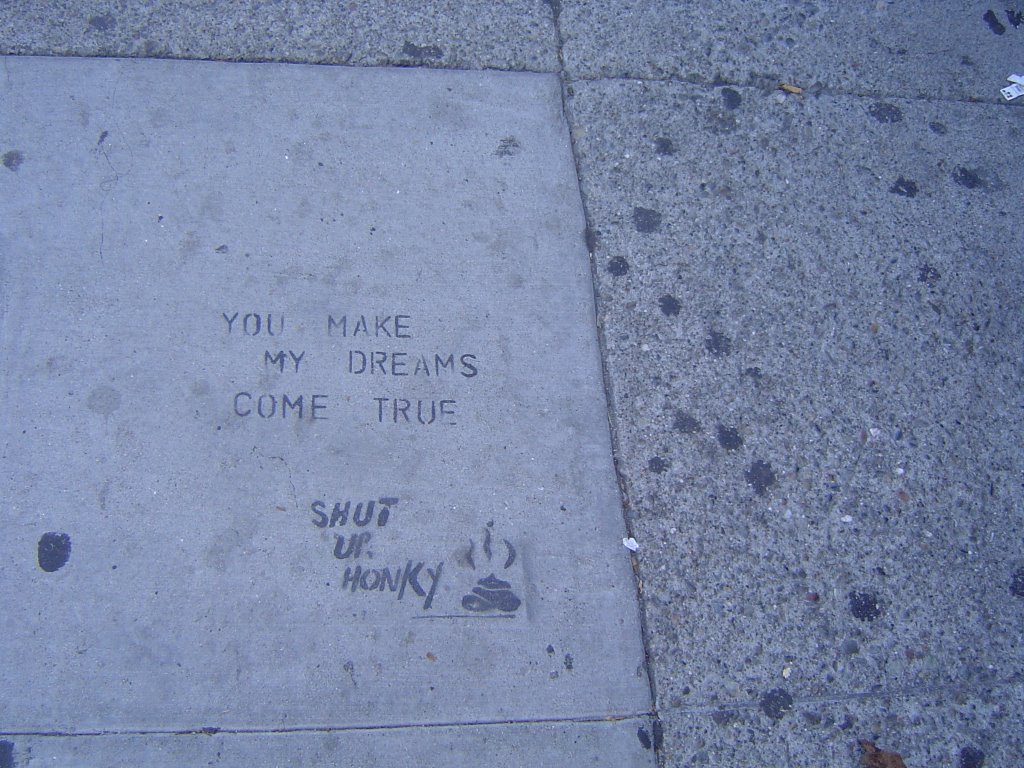 YOU MAKE
MY DREAMS
COME TRUE
SHUT
UP.
HONKY